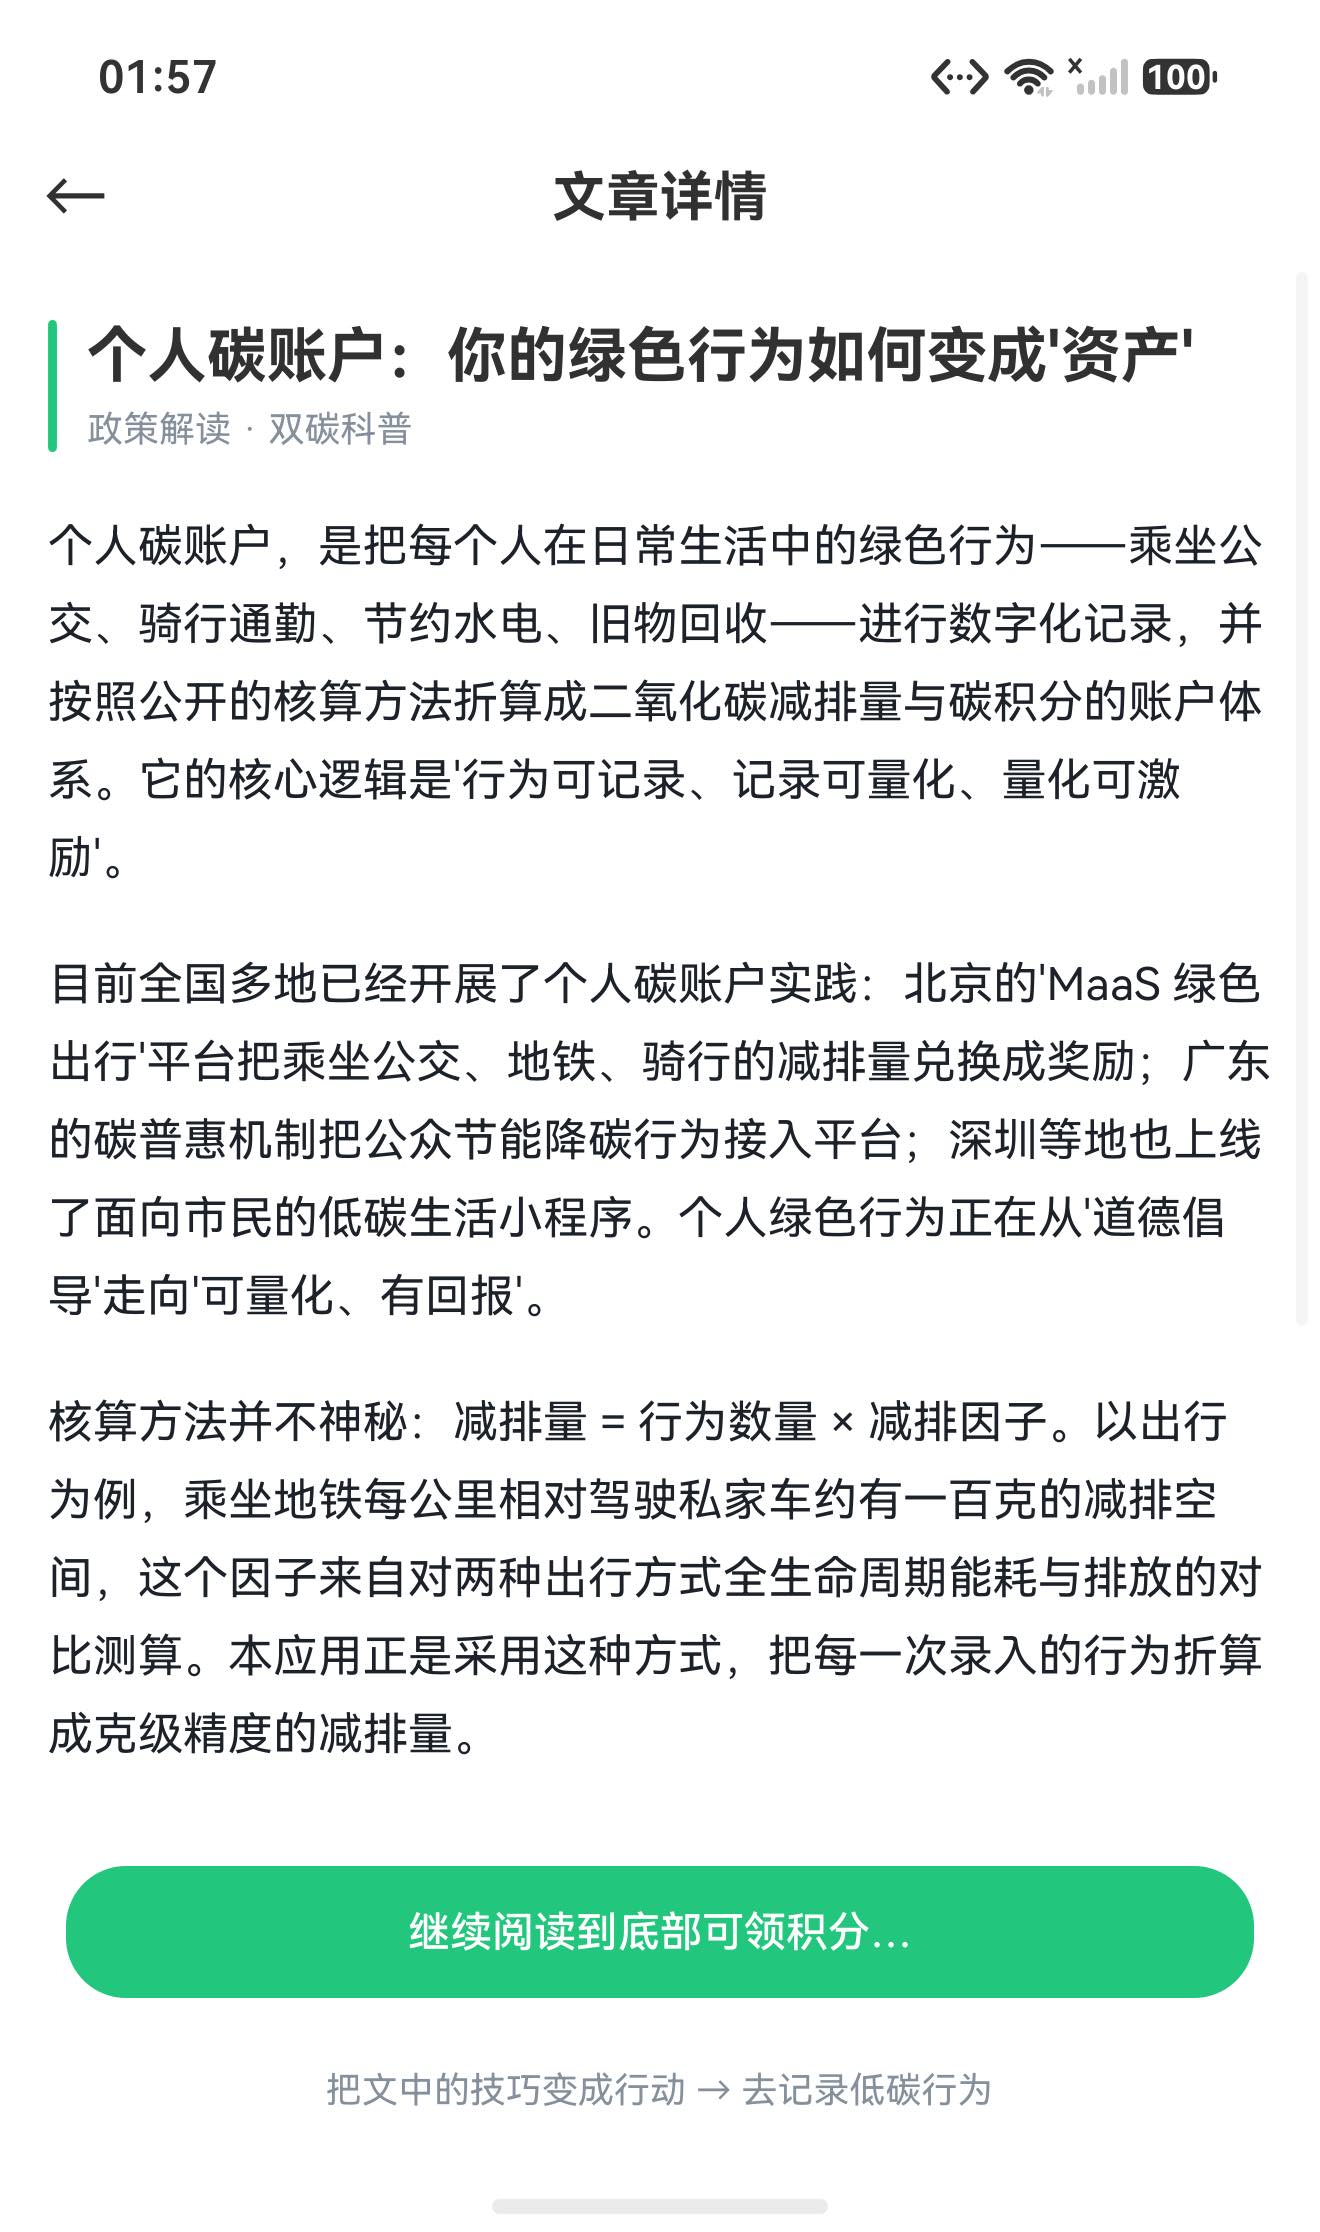 01:57
100
文章详情
个人碳账户：你的绿色行为如何变成'资产'
政策解读 · 双碳科普
个人碳账户，是把每个人在日常生活中的绿色行为——乘坐公
交、骑行通勤、节约水电、旧物回收——进行数字化记录，并
按照公开的核算方法折算成二氧化碳减排量与碳积分的账户体
系。它的核心逻辑是'行为可记录、记录可量化、量化可激
励'。
目前全国多地已经开展了个人碳账户实践：北京的'MaaS 绿色
出行'平台把乘坐公交、地铁、骑行的减排量兑换成奖励；广东
的碳普惠机制把公众节能降碳行为接入平台；深圳等地也上线
了面向市民的低碳生活小程序。个人绿色行为正在从'道德倡
导'走向'可量化、有回报'。
核算方法并不神秘：减排量 = 行为数量 × 减排因子。以出行
为例，乘坐地铁每公里相对驾驶私家车约有一百克的减排空
间，这个因子来自对两种出行方式全生命周期能耗与排放的对
比测算。本应用正是采用这种方式，把每一次录入的行为折算
成克级精度的减排量。
继续阅读到底部可领积分...
把文中的技巧变成行动 → 去记录低碳行为